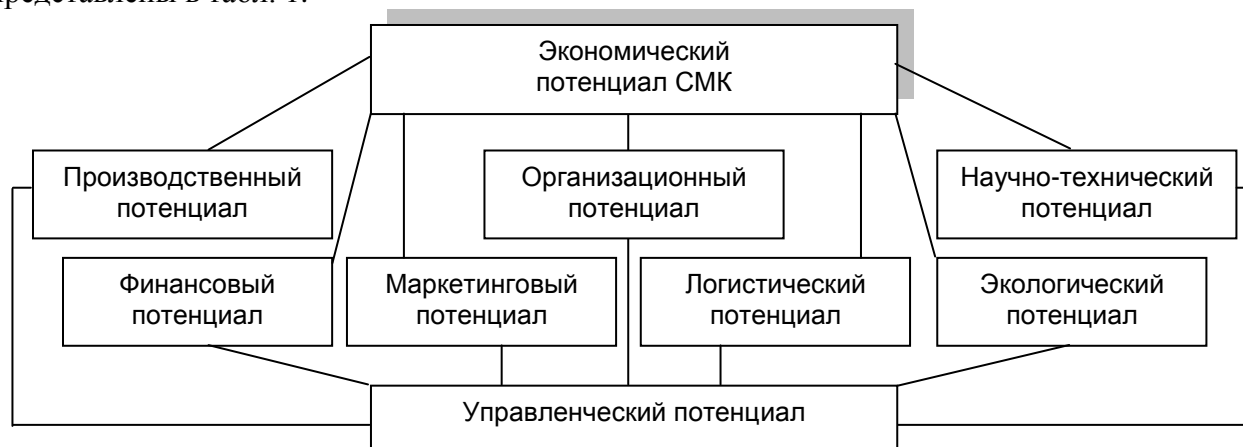 представлены в табл. 1.
Экономический
потенциал СМК
Производственный
потенциал
Организационный
потенциал
Научно-технический
потенциал
Финансовый
потенциал
Маркетинговый
потенциал
Логистический
потенциал
Экологический
потенциал
Управленческий потенциал